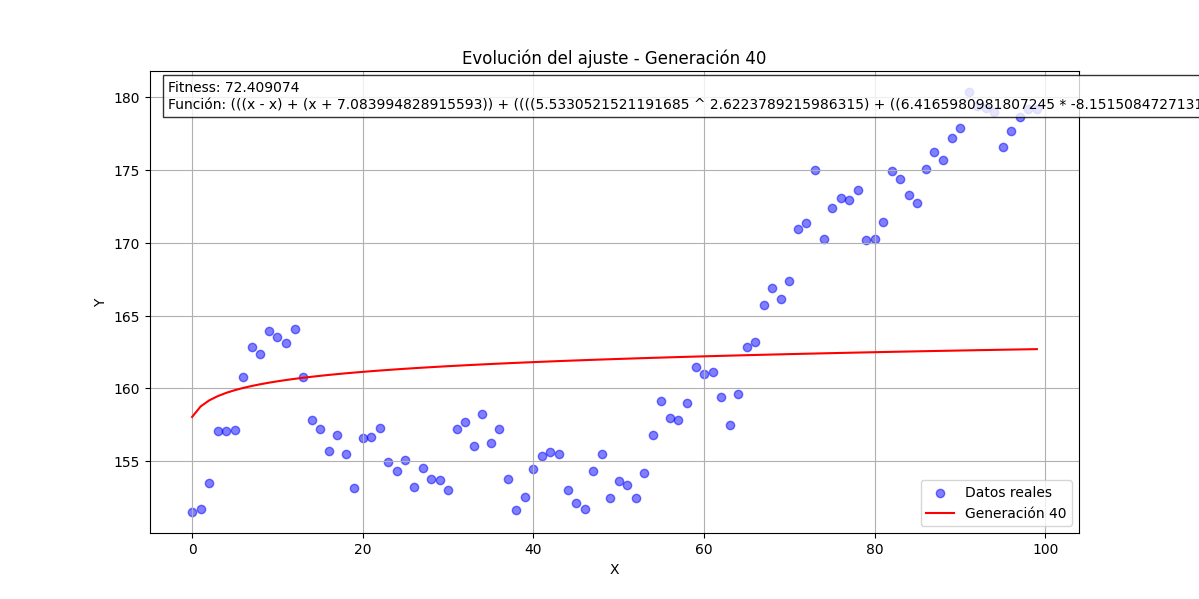 Evolución del ajuste - Generación 40
Fitness: 72.409074
Función: (((x - x) + (x + 7.083994828915593)) + ((((5.5330521521191685 ^ 2.6223789215986315) + ((6.4165980981807245 * -8.1515084727131
180
175
170
165
160
155
Y
0 20 40 60 80 100
X
Datos reales
Generación 40